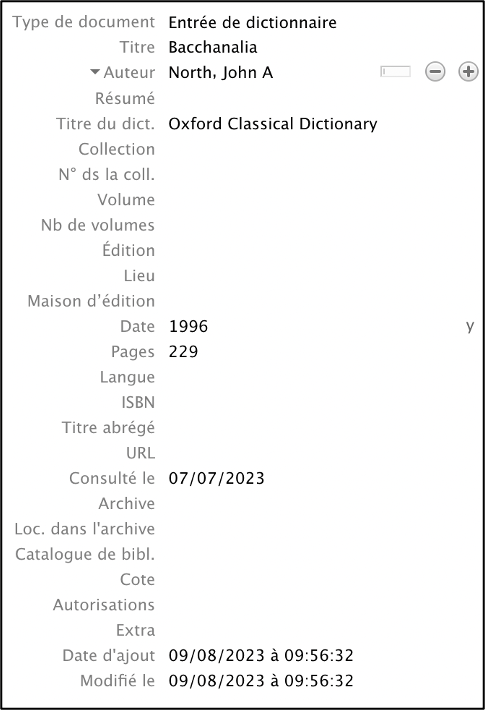 Type de document Entrée de dictionnaire
Titre Bacchanalia
Auteur North, John A
Résumé
Titre du dict. Oxford Classical Dictionary
Collection
N° ds la coll.
Volume
Nb de volumes
Édition
Lieu
Maison d'édition
Date 1996 y
Pages 229
Langue
ISBN
Titre abrégé
URL
Consulté le 07/07/2023
Archive
Loc. dans l'archive
Catalogue de bibl.
Cote
Autorisations
Extra
Date d'ajout 09/08/2023 à 09:56:32
Modifié le 09/08/2023 à 09:56:32